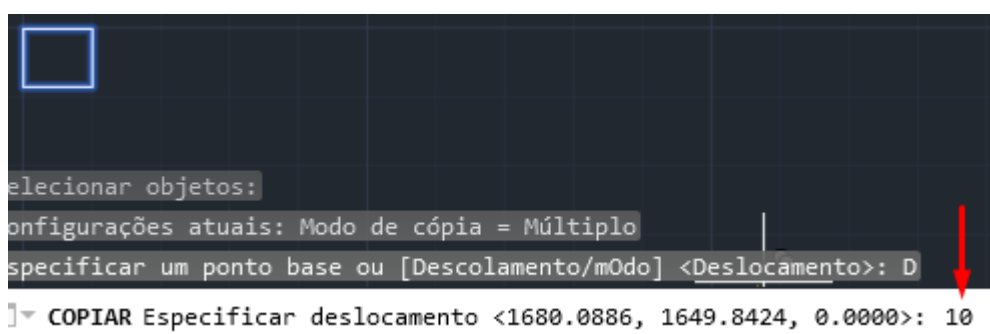 elecionar objetos:
onfigurações atuais: Modo de cópia = Múltiplo
specificar um ponto base ou [Descolamento/mOdo] <Deslocamento>: D
COPIAR Especificar deslocamento <1680.0886, 1649.8424, 0.0000>: 10